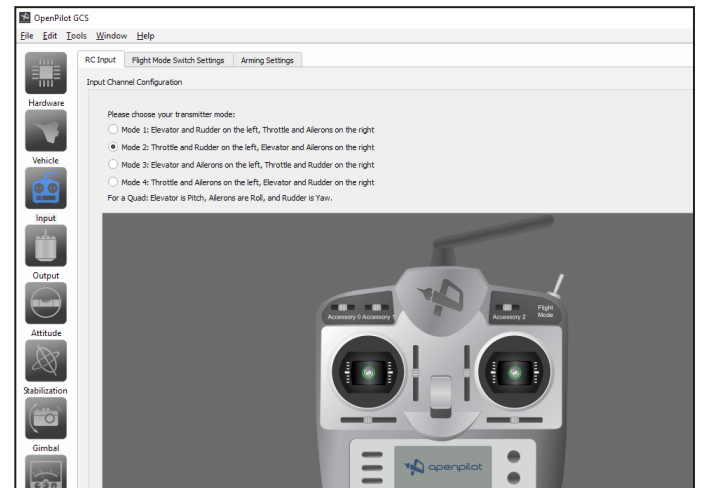 OpenPilot GCS
File Edit Tools Window Help
RC Input Flight Mode Switch Settings Arming Settings
Input Channel Configuration
Hardware
Please choose your transmitter mode:
Mode 1: Elevator and Rudder on the left, Throttle and Ailerons on the right
Mode 2: Throttle and Rudder on the left, Elevator and Ailerons on the right
Vehicle
Mode 3: Elevator and Ailerons on the left, Throttle and Rudder on the right
Mode 4: Throttle and Ailerons on the left, Elevator and Rudder on the right
For a Quad: Elevator is Pitch, Ailerons are Roll, and Rudder is Yaw.
Input
Output
Accessory 0 Accessory 1
Accessory 2
Flight
Mode
Attitude
Stabilization
Gimbal
openpilot